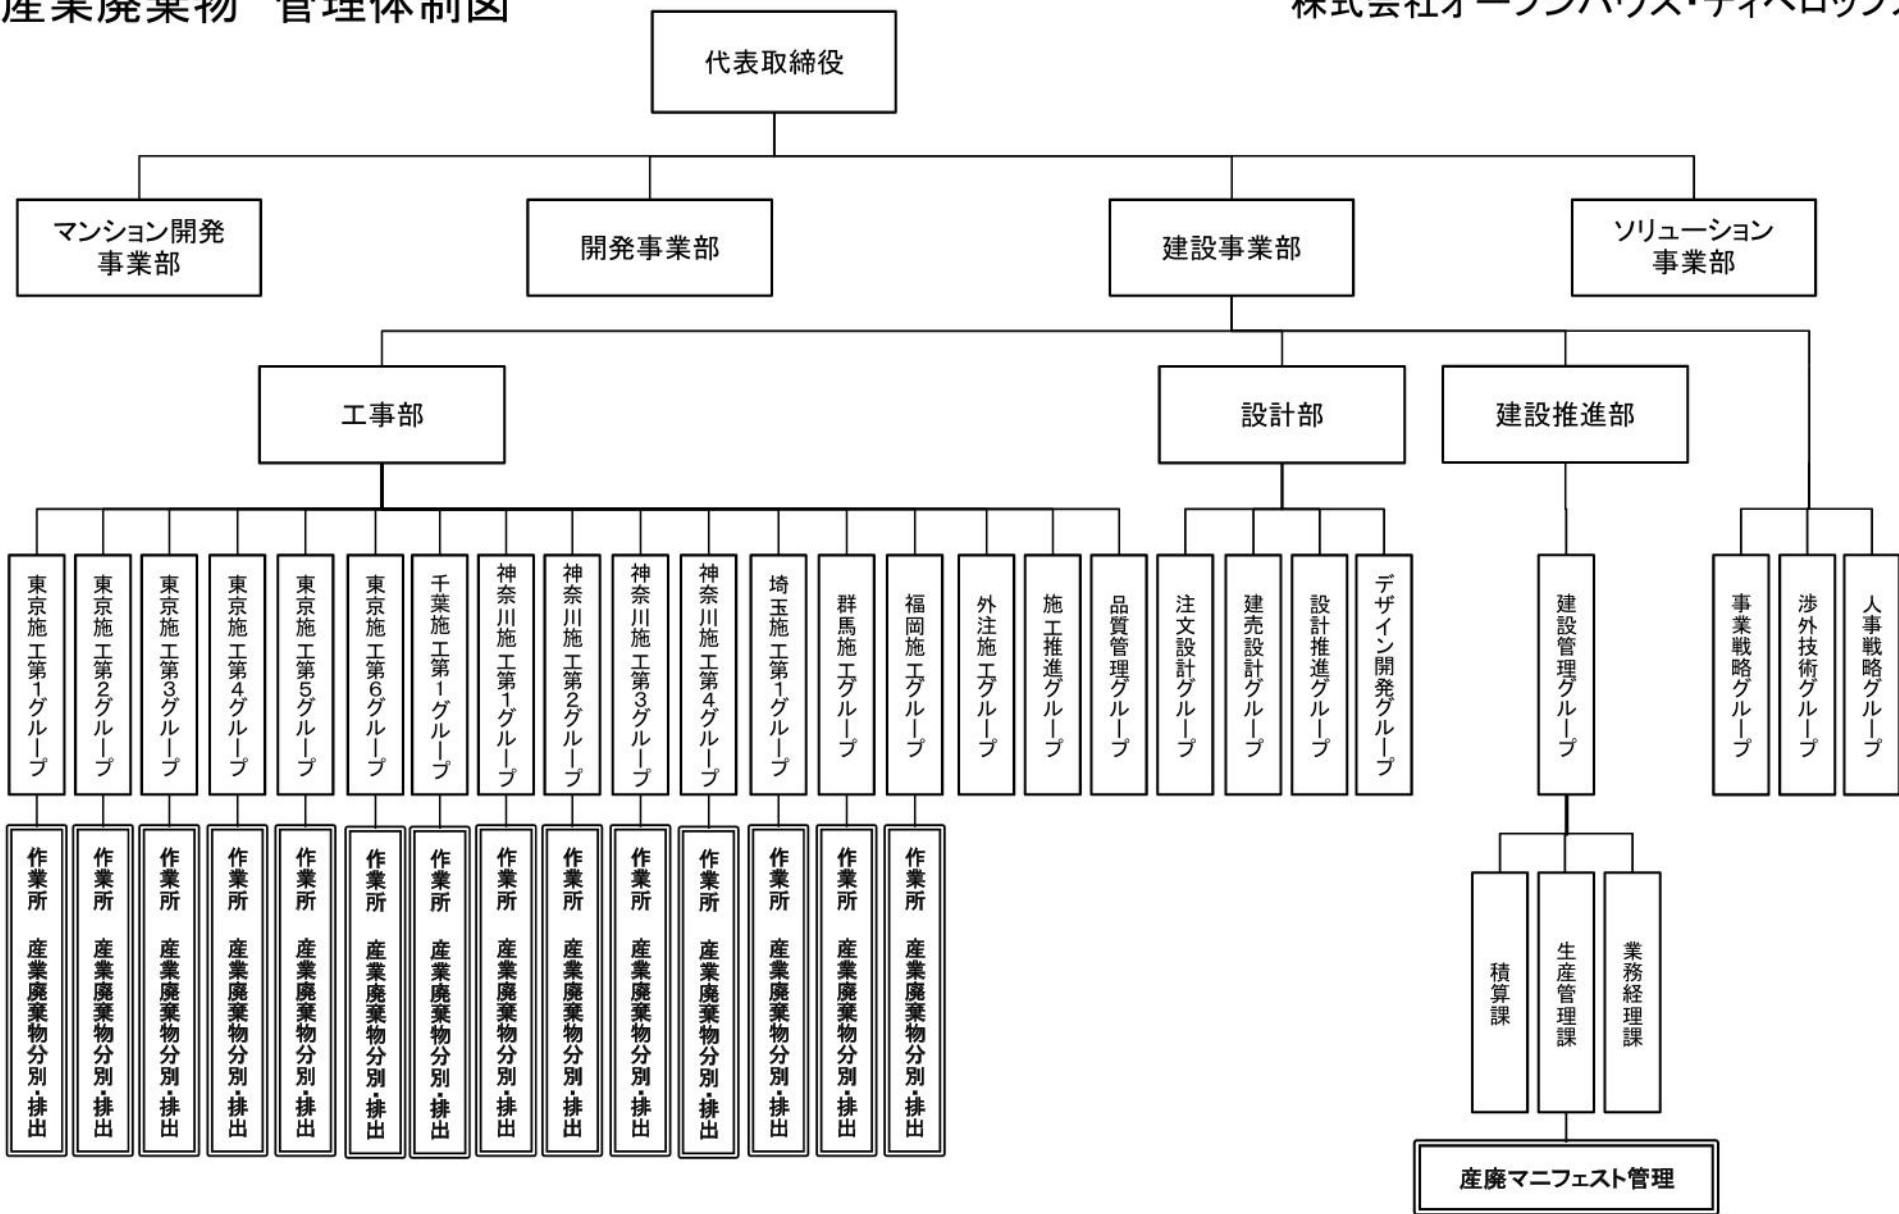 産業廃棄物 管理体制図
株式会社オープンハウス・ディベロップ
代表取締役
マンション開発
事業部
開発事業部
建設事業部
ソリューション
事業部
工事部
設計部
建設推進部
東京施工第1グループ
東京施工第2グループ
東京施工第3グループ
東京施工第4グループ
東京施工第5グループ
東京施工第6グループ
千葉施工第1グループ
神奈川施工第1グループ
神奈川施工第2グループ
神奈川施工第3グループ
神奈川施工第4グループ
埼玉施工第1グループ
群馬施工グループ
福岡施工グループ
外注施工グループ
施工推進グループ
品質管理グループ
注文設計グループ
建売設計グループ
設計推進グループ
デザイン開発グループ
建設管理グループ
事業戦略グループ
渉外技術グループ
人事戦略グループ
作業所 産業廃棄物分別・排出
作業所 産業廃棄物分別・排出
作業所 産業廃棄物分別・排出
作業所 産業廃棄物分別・排出
作業所 産業廃棄物分別・排出
作業所 産業廃棄物分別・排出
作業所 産業廃棄物分別・排出
作業所 産業廃棄物分別・排出
作業所 産業廃棄物分別・排出
作業所 産業廃棄物分別・排出
作業所 産業廃棄物分別・排出
作業所 産業廃棄物分別・排出
作業所 産業廃棄物分別・排出
作業所 産業廃棄物分別・排出
積算課
生産管理課
業務経理課
産廃マニフェスト管理